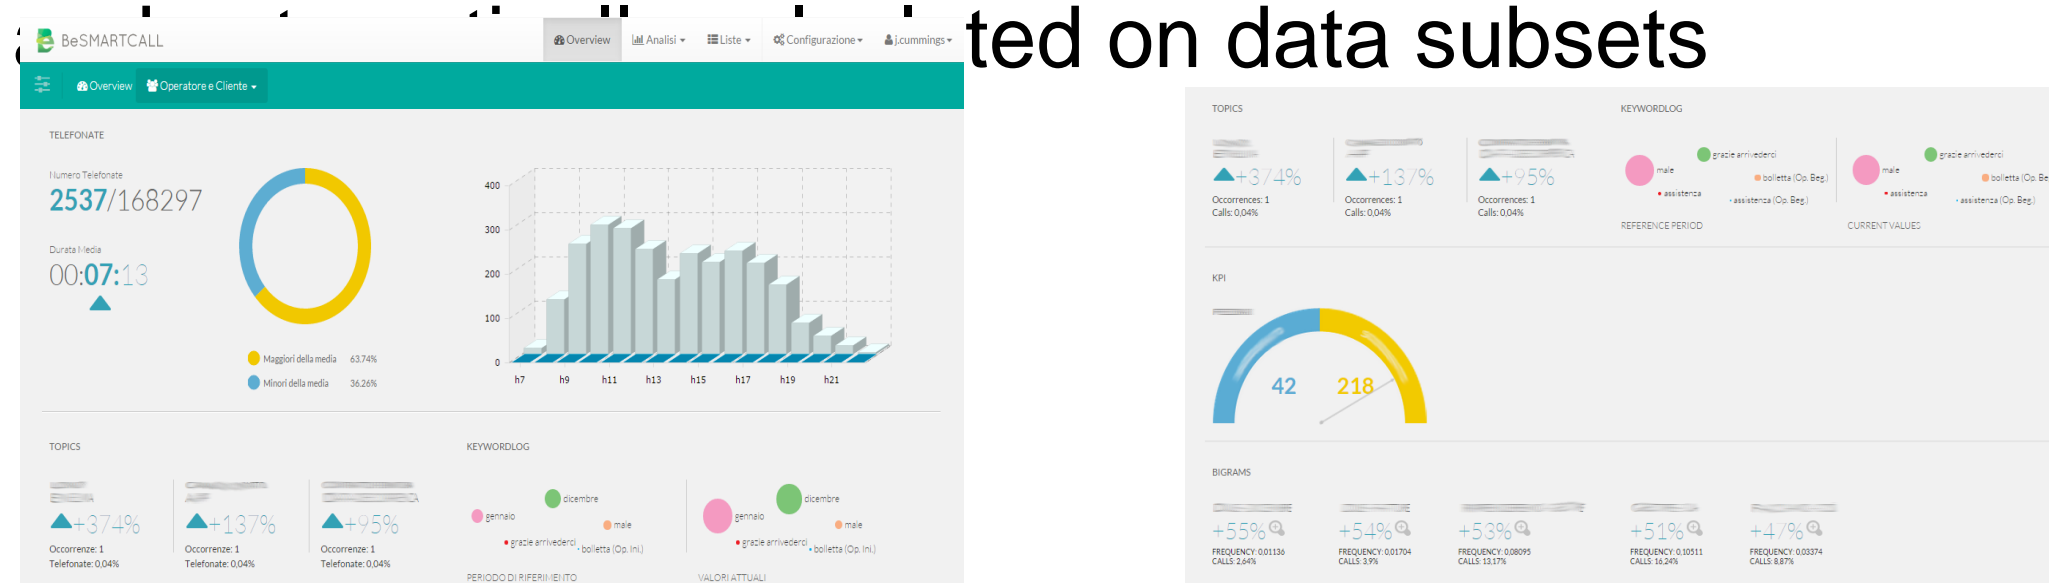 ted on data subsets
BeSMARTCALL
Overview Analisi Liste Configurazione j.cummings
Overview Operatore e Cliente
TELEFONATE
Numero Telefonate
2537/168297
Durata Media
00:07:13
Maggiori della media 63.74%
Minori della media 36.26%
400
300
200
100
0
h7 h9 h11 h13 h15 h17 h19 h21
TOPICS
+374%
Occorrenze: 1
Telefonate: 0,04%
+137%
Occorrenze: 1
Telefonate: 0,04%
+95%
Occorrenze: 1
Telefonate: 0,04%
KEYWORDLOG
dicembre
gennaio
male
grazie arrivederci
bolletta (Op. Ini.)
PERIODO DI RIFERIMENTO
dicembre
gennaio
male
grazie arrivederci
bolletta (Op. Ini.)
VALORI ATTUALI
TOPICS
+374%
Occorrences: 1
Calls: 0,04%
+137%
Occorrences: 1
Calls: 0,04%
+95%
Occorrences: 1
Calls: 0,04%
KEYWORDLOG
grazie arrivederci
male
bolletta (Op. Beg.)
assistenza
assistenza (Op. Beg.)
REFERENCE PERIOD
grazie arrivederci
male
bolletta (Op. Be
assistenza
assistenza (Op. Beg.)
CURRENT VALUES
KPI
42 218
BIGRAMS
+55%
FREQUENCY: 0,01136
CALLS: 2,64%
+54%
FREQUENCY: 0,01704
CALLS: 3,9%
+53%
FREQUENCY: 0,08095
CALLS: 13,17%
+51%
FREQUENCY: 0,10511
CALLS: 16,24%
+47%
FREQUENCY: 0,03374
CALLS: 8,87%